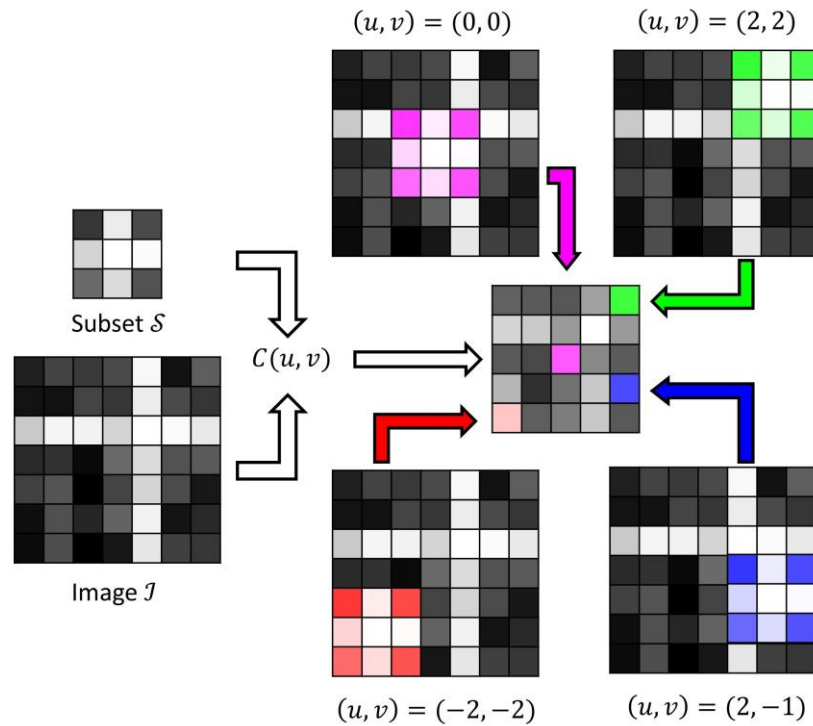 (u, v) = (0, 0)
(u, v) = (2, 2)
Subset 𝒮
C(u, v)
Image ℐ
(u, v) = (−2, −2)
(u, v) = (2, −1)